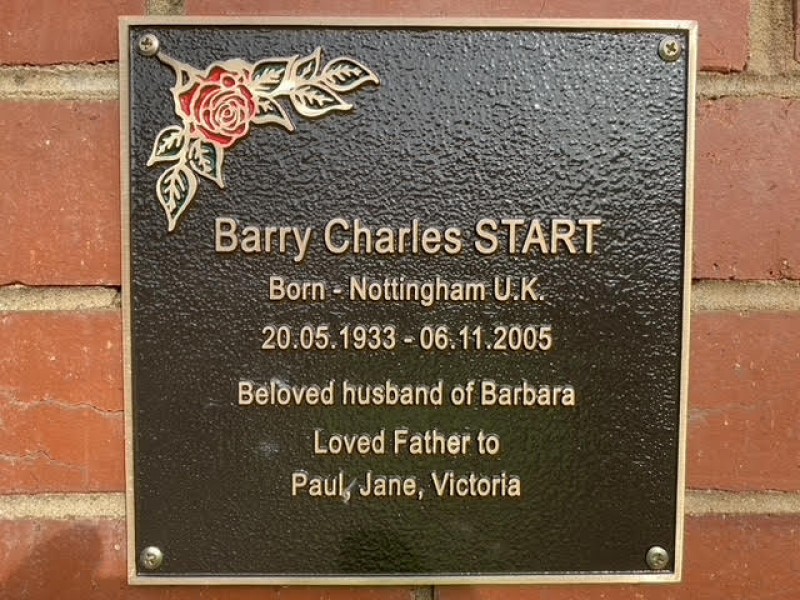 Barry Charles START
Born - Nottingham U.K.
20.05.1933 - 06.11.2005
Beloved husband of Barbara
Loved Father to
Paul, Jane, Victoria